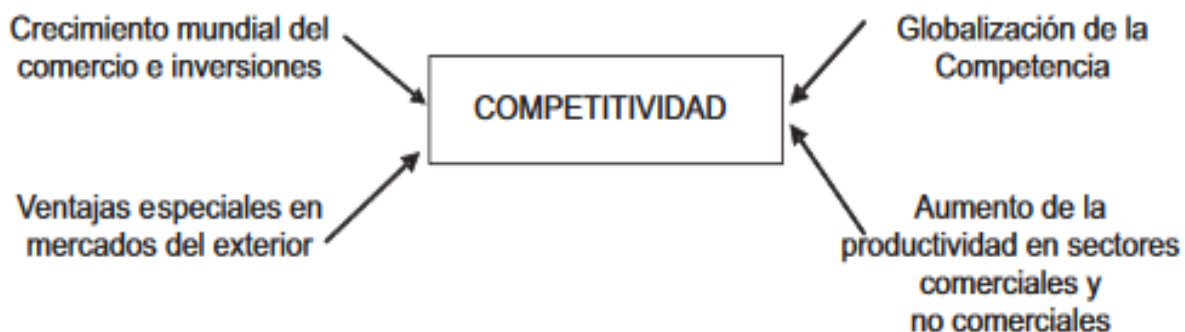 Crecimiento mundial del
comercio e inversiones
Globalización de la
Competencia
COMPETITIVIDAD
Ventajas especiales en
mercados del exterior
Aumento de la
productividad en sectores
comerciales y
no comerciales